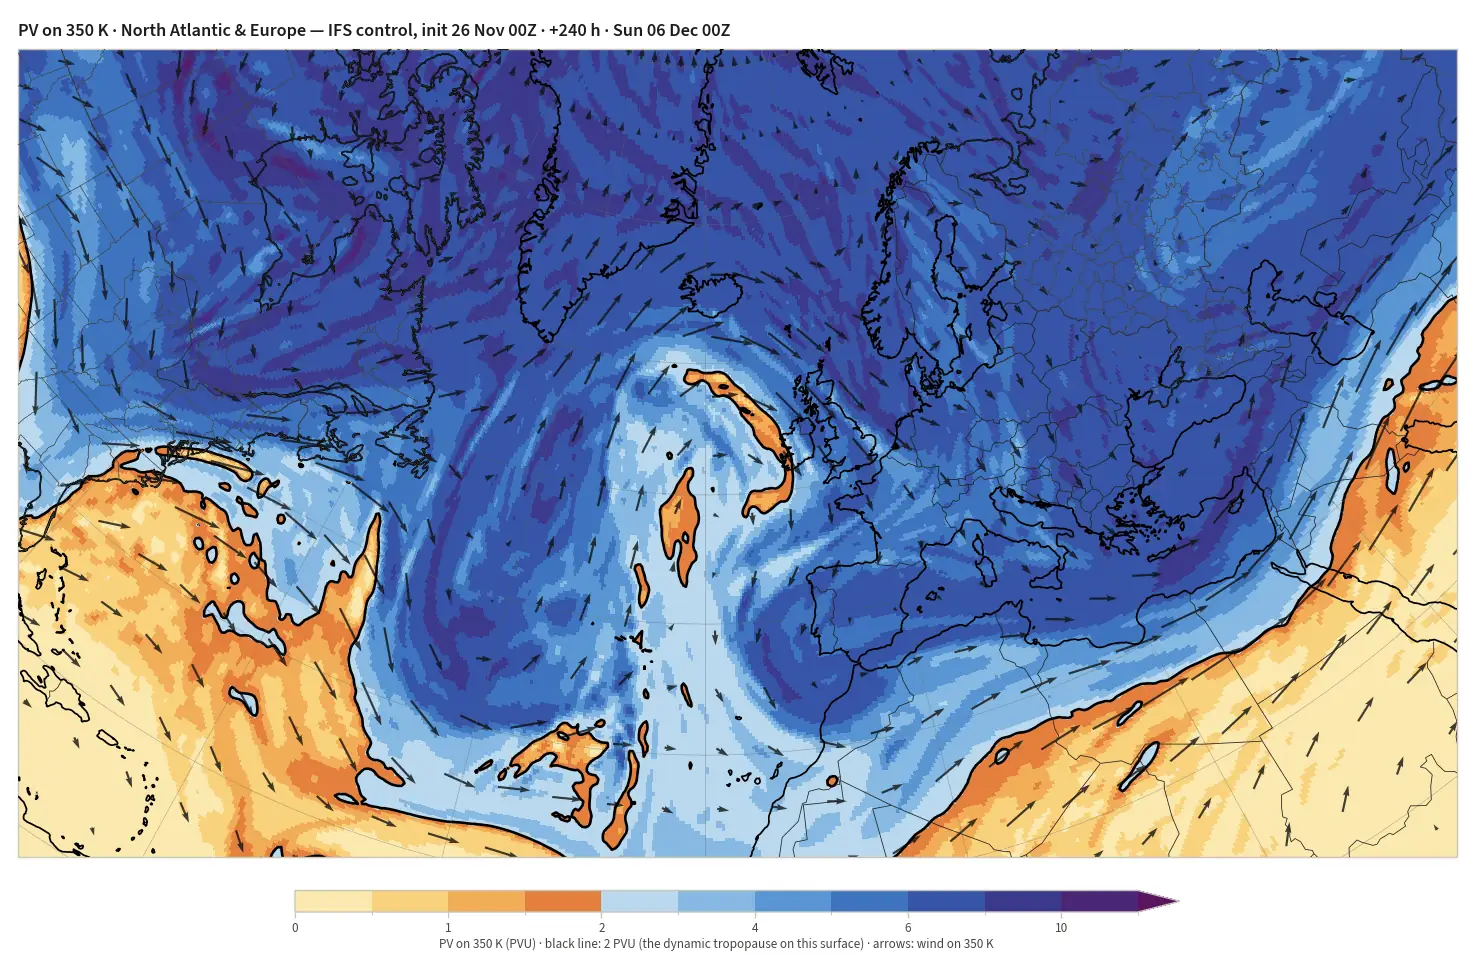 PV on 350 K · North Atlantic & Europe — IFS control, init 26 Nov 00Z · +240 h · Sun 06 Dec 00Z
0 1 2 4 6 10
PV on 350 K (PVU) · black line: 2 PVU (the dynamic tropopause on this surface) · arrows: wind on 350 K